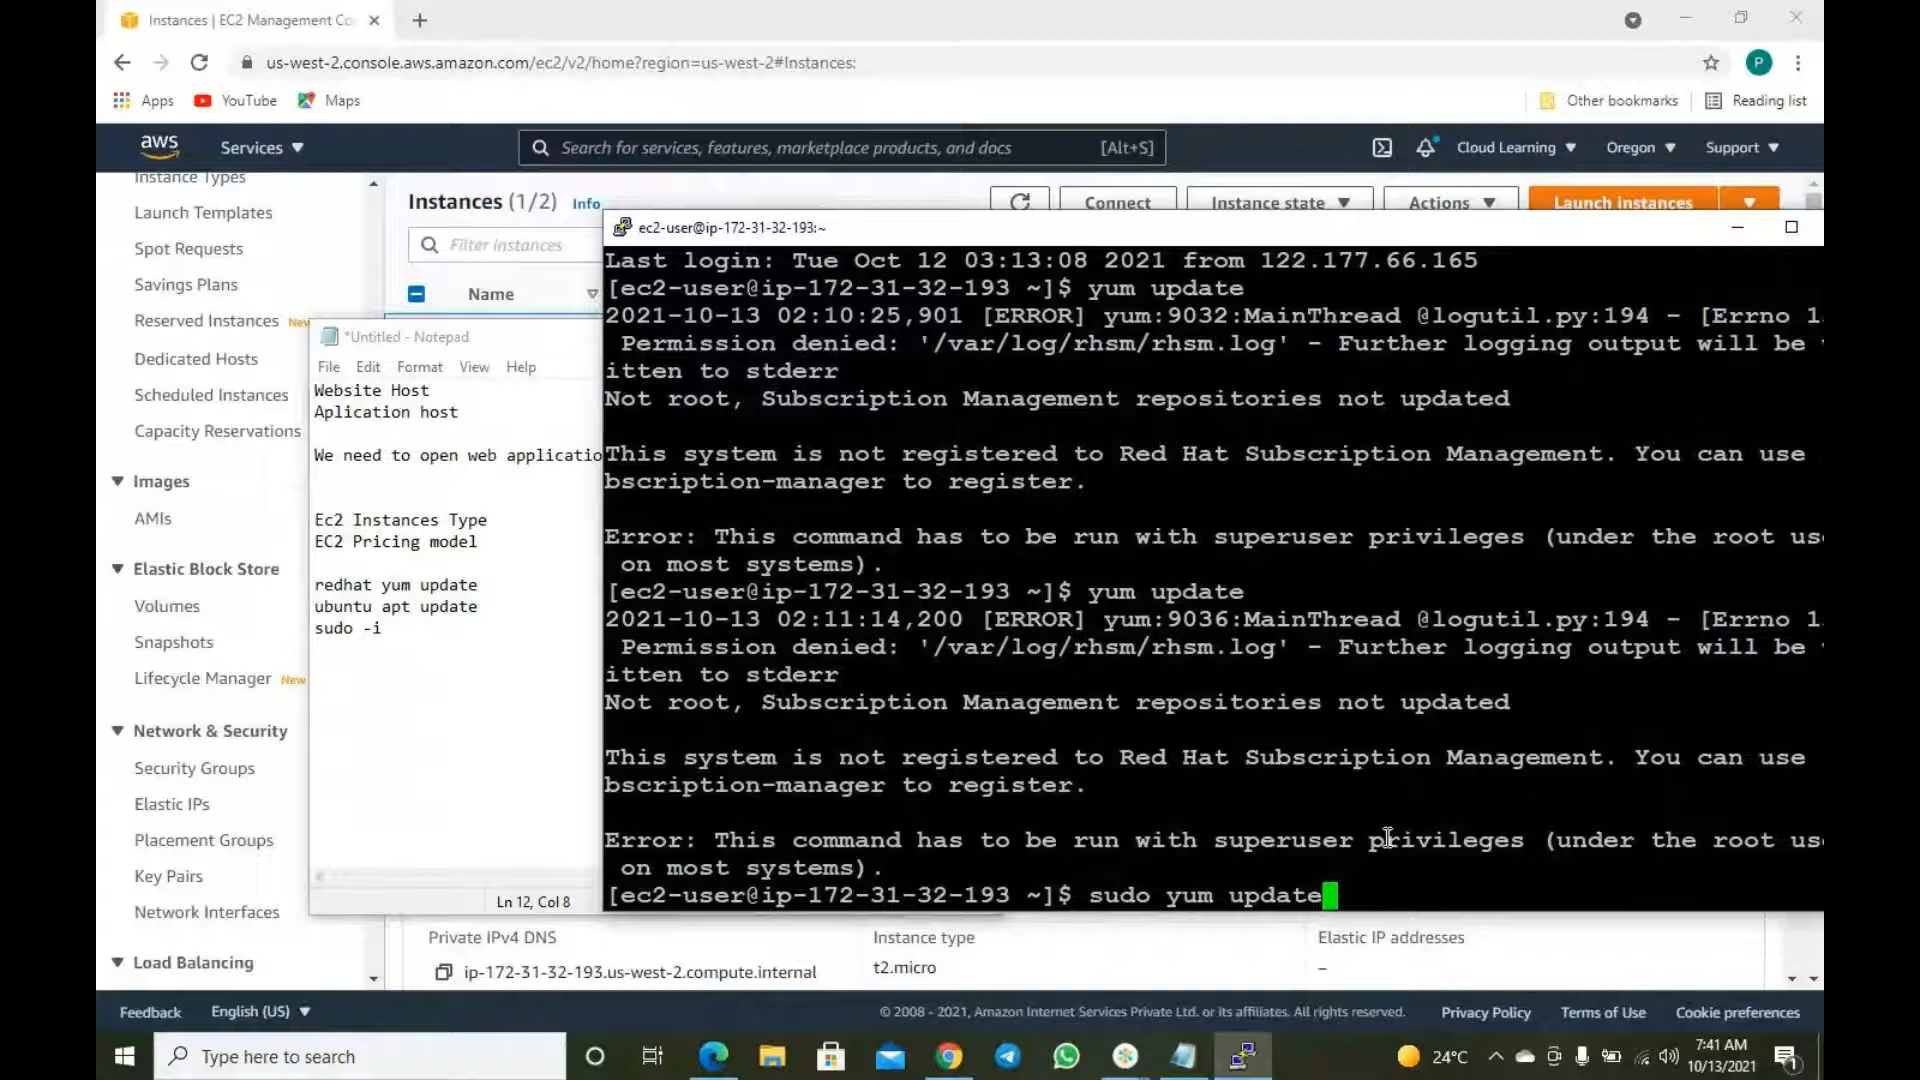 Instances | EC2 Management Co
us-west-2.console.aws.amazon.com/ec2/v2/home?region=us-west-2#Instances:
P
Apps YouTube Maps
Other bookmarks Reading list
aws Services Search for services, features, marketplace products, and docs [Alt+S] Cloud Learning Oregon Support
Instance Types
Launch Templates
Spot Requests
Savings Plans
Reserved Instances New
Dedicated Hosts
Scheduled Instances
Capacity Reservations
Images
AMIs
Elastic Block Store
Volumes
Snapshots
Lifecycle Manager New
Network & Security
Security Groups
Elastic IPs
Placement Groups
Key Pairs
Network Interfaces
Load Balancing
Instances (1/2) Info
Connect Instance state Actions Launch instances
Filter instances
Name
*Untitled - Notepad
File Edit Format View Help
Website Host
Aplication host
We need to open web applicatio
Ec2 Instances Type
EC2 Pricing model
redhat yum update
ubuntu apt update
sudo -i
Ln 12, Col 8
ec2-user@ip-172-31-32-193:~
Last login: Tue Oct 12 03:13:08 2021 from 122.177.66.165
[ec2-user@ip-172-31-32-193 ~]$ yum update
2021-10-13 02:10:25,901 [ERROR] yum:9032:MainThread @logutil.py:194 - [Errno 1
Permission denied: '/var/log/rhsm/rhsm.log' - Further logging output will be
itten to stderr
Not root, Subscription Management repositories not updated
This system is not registered to Red Hat Subscription Management. You can use
bscription-manager to register.
Error: This command has to be run with superuser privileges (under the root us
on most systems).
[ec2-user@ip-172-31-32-193 ~]$ yum update
2021-10-13 02:11:14,200 [ERROR] yum:9036:MainThread @logutil.py:194 - [Errno 1
Permission denied: '/var/log/rhsm/rhsm.log' - Further logging output will be
itten to stderr
Not root, Subscription Management repositories not updated
This system is not registered to Red Hat Subscription Management. You can use
bscription-manager to register.
Error: This command has to be run with superuser privileges (under the root us
on most systems).
[ec2-user@ip-172-31-32-193 ~]$ sudo yum update
Private IPv4 DNS
ip-172-31-32-193.us-west-2.compute.internal
Instance type
t2.micro
Elastic IP addresses
–
Feedback English (US) © 2008 - 2021, Amazon Internet Services Private Ltd. or its affiliates. All rights reserved. Privacy Policy Terms of Use Cookie preferences
Type here to search
24°C
7:41 AM
10/13/2021
1